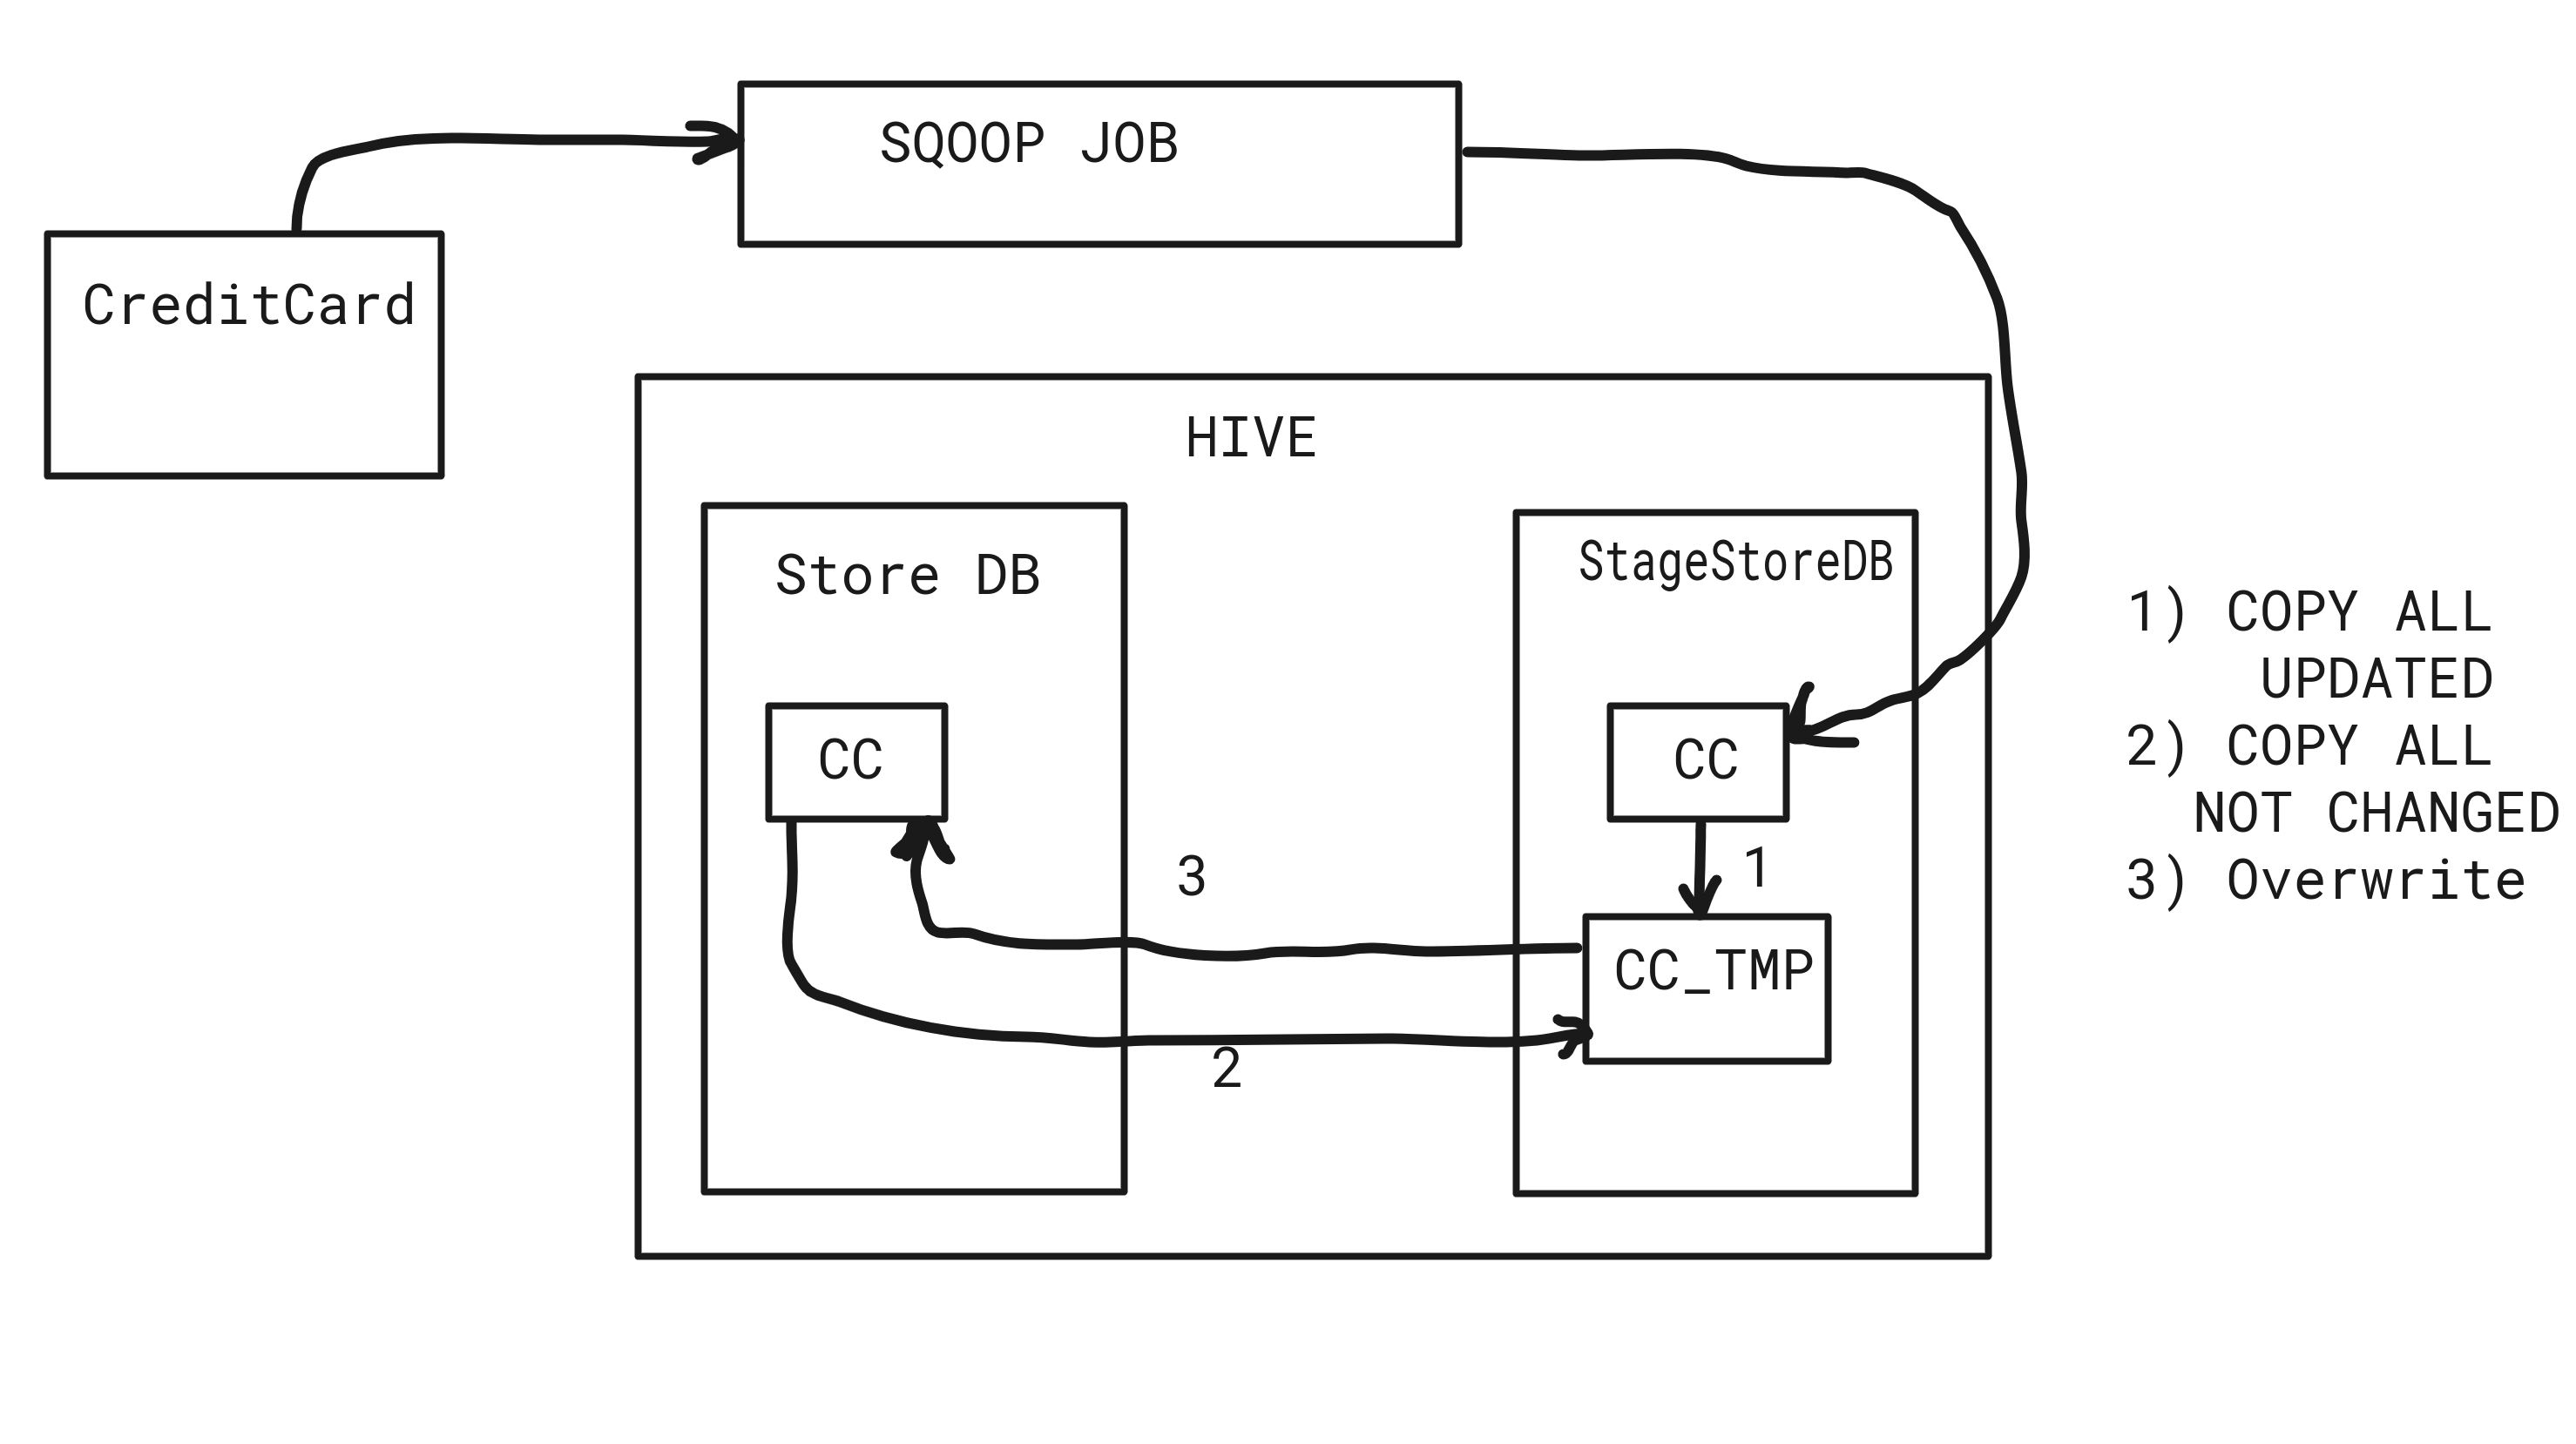 SQOOP JOB
CreditCard
HIVE
Store DB
StageStoreDB
CC
CC
1
3
CC_TMP
2
1) COPY ALL
UPDATED
2) COPY ALL
NOT CHANGED
3) Overwrite